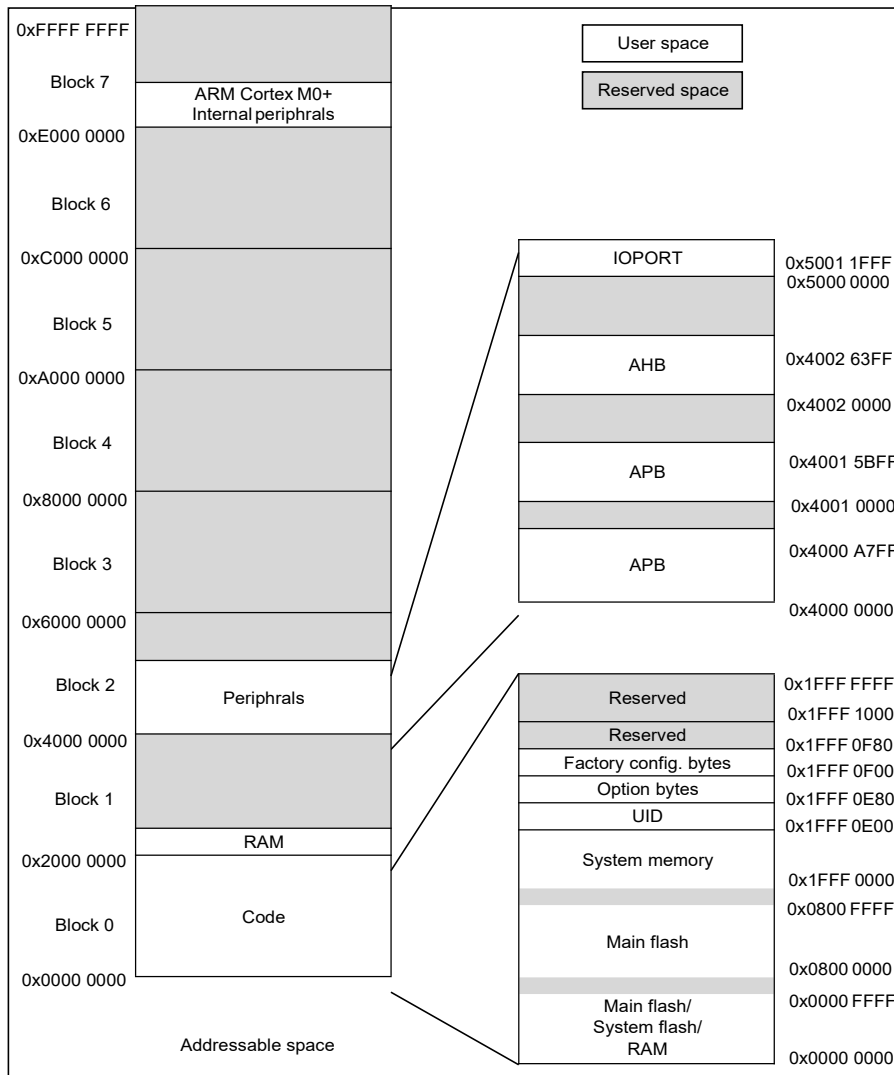 0xFFFF FFFF
Block 7
ARM Cortex M0+
Internal periphrals
0xE000 0000
Block 6
0xC000 0000
Block 5
0xA000 0000
Block 4
0x8000 0000
Block 3
0x6000 0000
Block 2
Periphrals
0x4000 0000
Block 1
RAM
0x2000 0000
Block 0
Code
0x0000 0000
Addressable space
User space
Reserved space
IOPORT
0x5001 1FFF
0x5000 0000
AHB
0x4002 63FF
0x4002 0000
APB
0x4001 5BFF
0x4001 0000
APB
0x4000 A7FF
0x4000 0000
Reserved
0x1FFF FFFF
0x1FFF 1000
Reserved
0x1FFF 0F80
Factory config. bytes
0x1FFF 0F00
Option bytes
0x1FFF 0E80
UID
0x1FFF 0E00
System memory
0x1FFF 0000
0x0800 FFFF
Main flash
0x0800 0000
0x0000 FFFF
Main flash/
System flash/
RAM
0x0000 0000